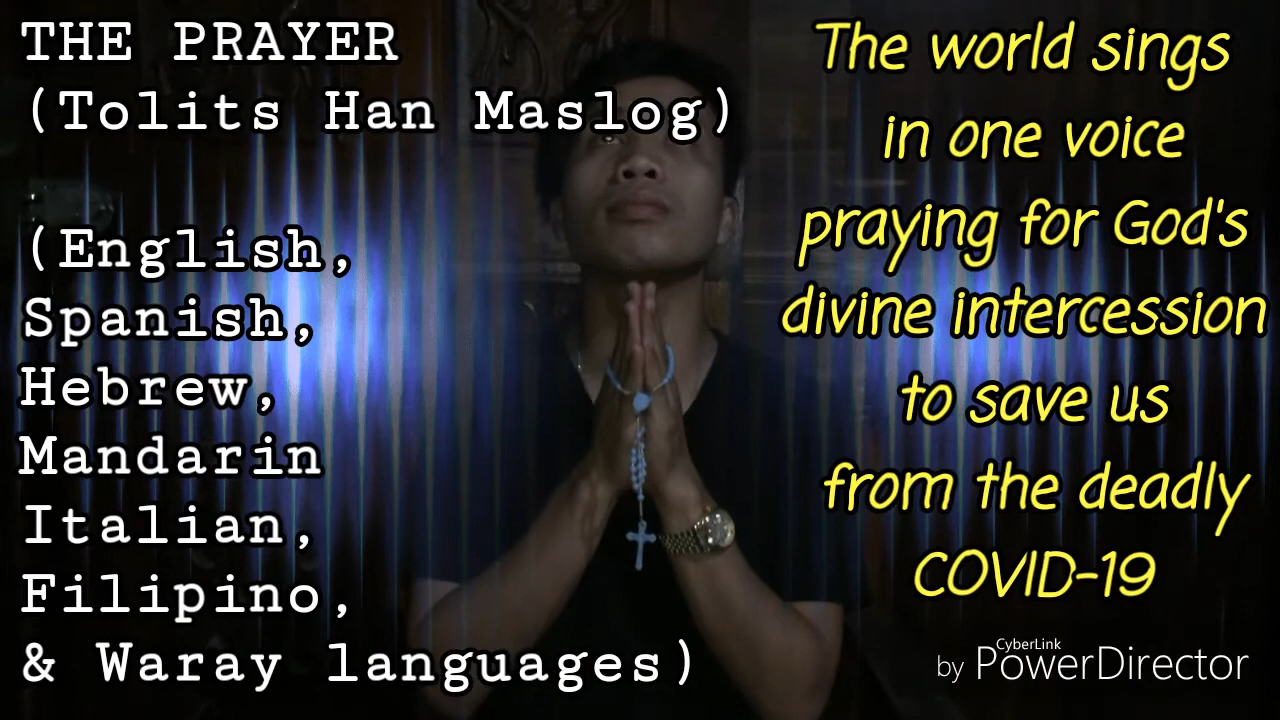 THE PRAYER
(Tolits Han Maslog)
(English,
Spanish,
Hebrew,
Mandarin
Italian,
Filipino,
& Waray languages)
The world sings
in one voice
praying for God's
divine intercession
to save us
from the deadly
COVID-19
by CyberLink PowerDirector